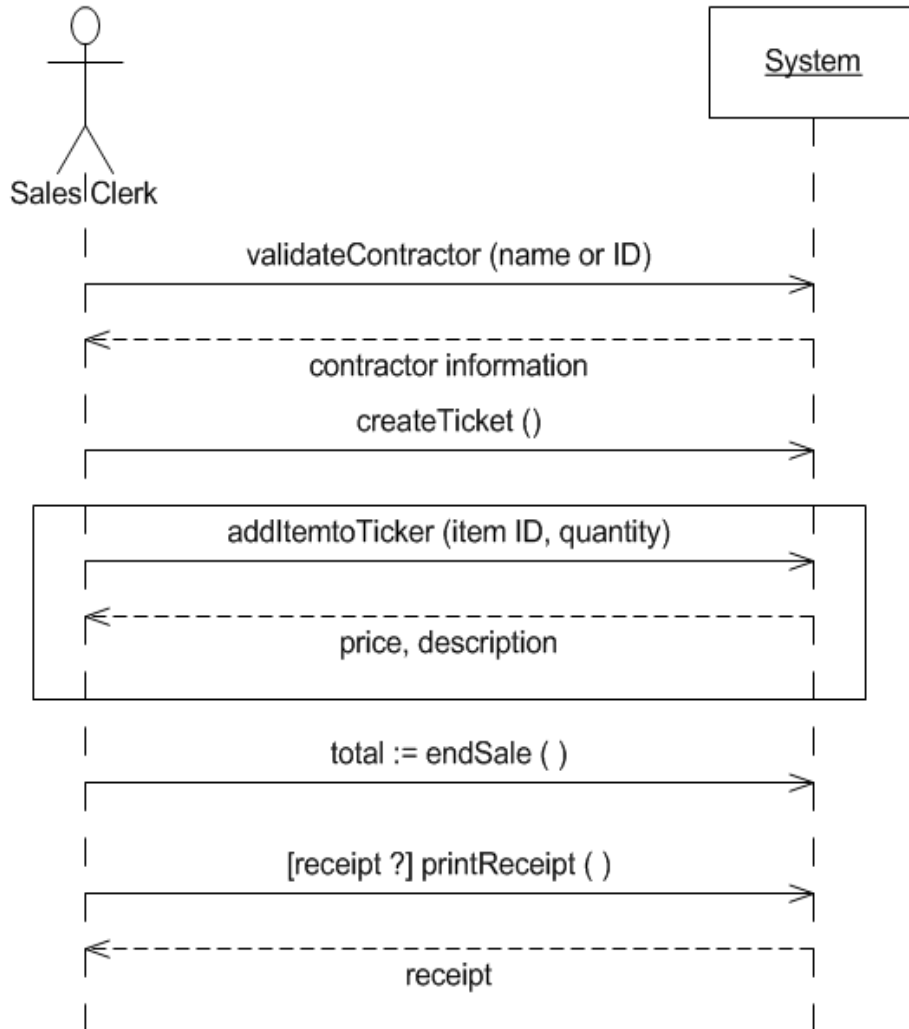 System
Sales Clerk
validateContractor (name or ID)
contractor information
createTicket ()
addItemtoTicker (item ID, quantity)
price, description
total := endSale ( )
[receipt ?] printReceipt ( )
receipt